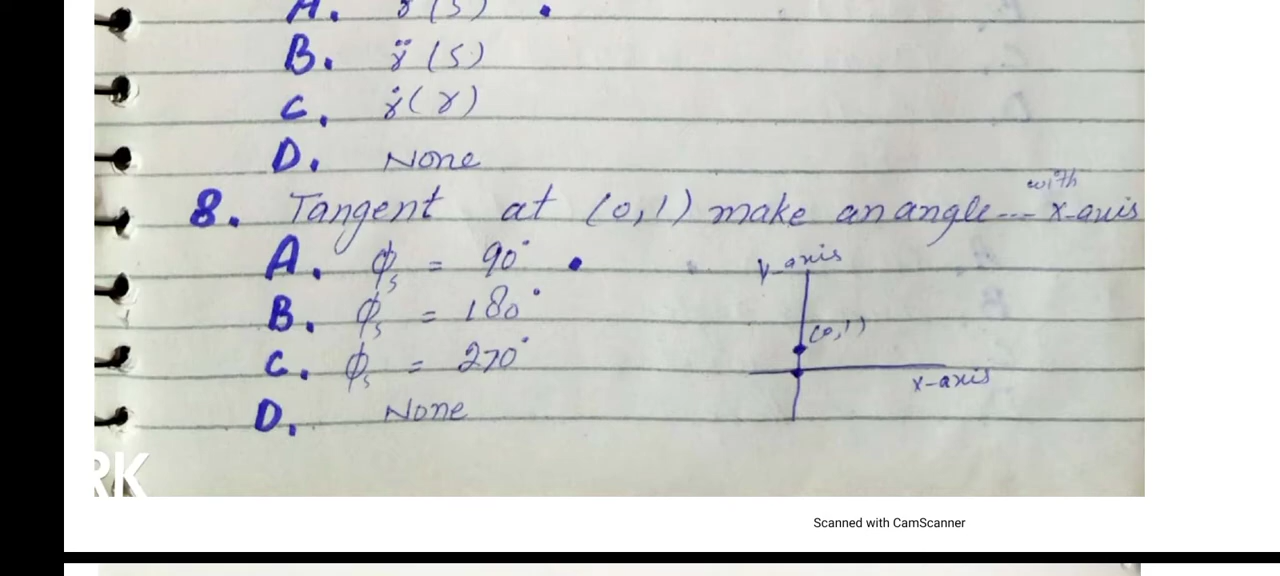 A. γ̇(s) •
B. γ̈(s)
C. γ̇(γ)
D. None
8. Tangent at (0,1) make an angle --- with x-axis
A. ϕₛ = 90° •
B. ϕₛ = 180°
C. ϕₛ = 270°
D. None
y-axis
(0,1)
x-axis
RK
Scanned with CamScanner